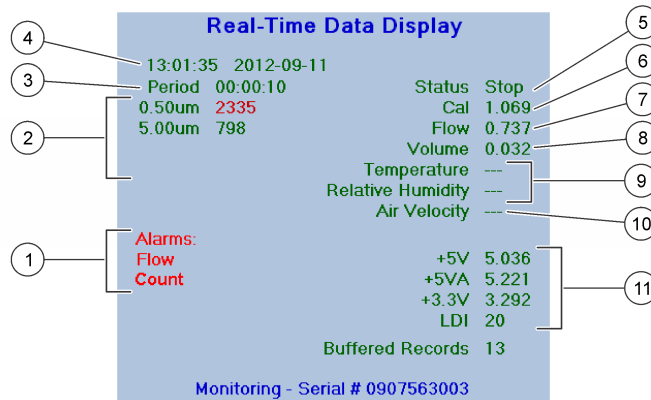 Real-Time Data Display
4
13:01:35 2012-09-11
3
Period 00:00:10
2
0.50um 2335
5.00um 798
5
Status Stop
6
Cal 1.069
7
Flow 0.737
8
Volume 0.032
9
Temperature ---
Relative Humidity ---
10
Air Velocity ---
1
Alarms:
Flow
Count
11
+5V 5.036
+5VA 5.221
+3.3V 3.292
LDI 20
Buffered Records 13
Monitoring - Serial # 0907563003